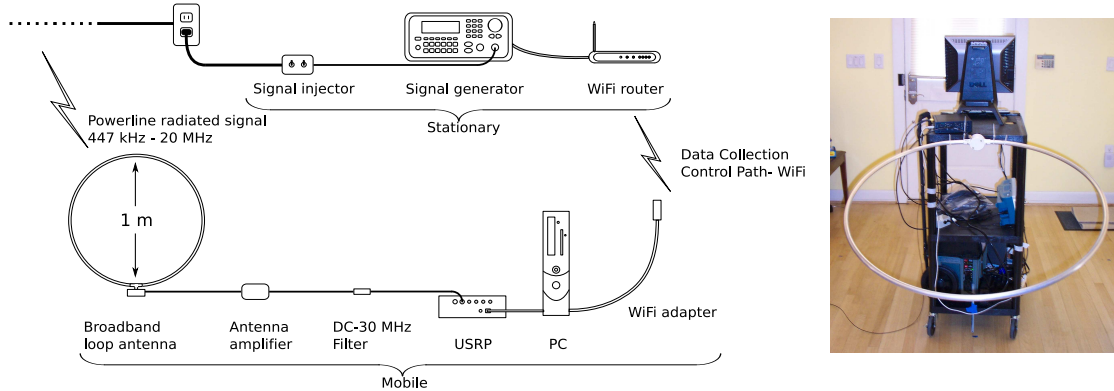 Signal injector
Signal generator
WiFi router
Stationary
Powerline radiated signal
447 kHz - 20 MHz
Data Collection
Control Path- WiFi
1 m
Broadband
loop antenna
Antenna
amplifier
DC-30 MHz
Filter
USRP
PC
WiFi adapter
Mobile
DELL